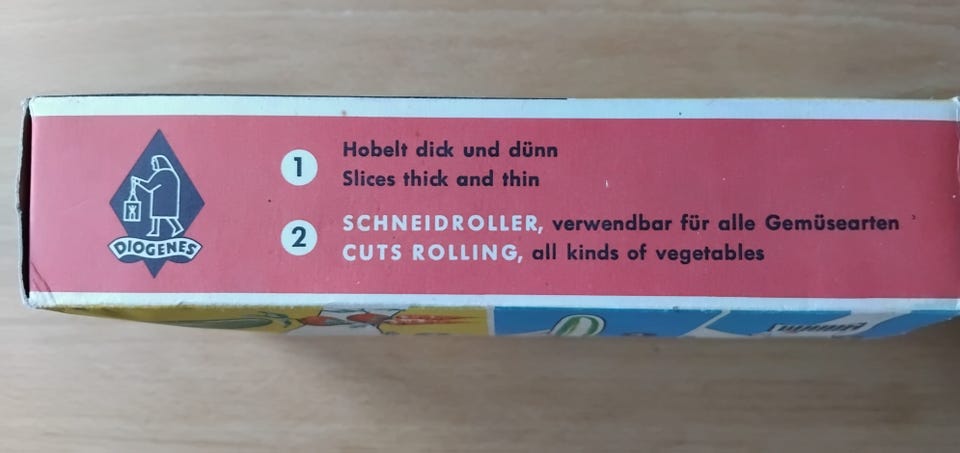 DIOGENES
1
Hobelt dick und dünn
Slices thick and thin
2
SCHNEIDROLLER, verwendbar für alle Gemüsearten
CUTS ROLLING, all kinds of vegetables